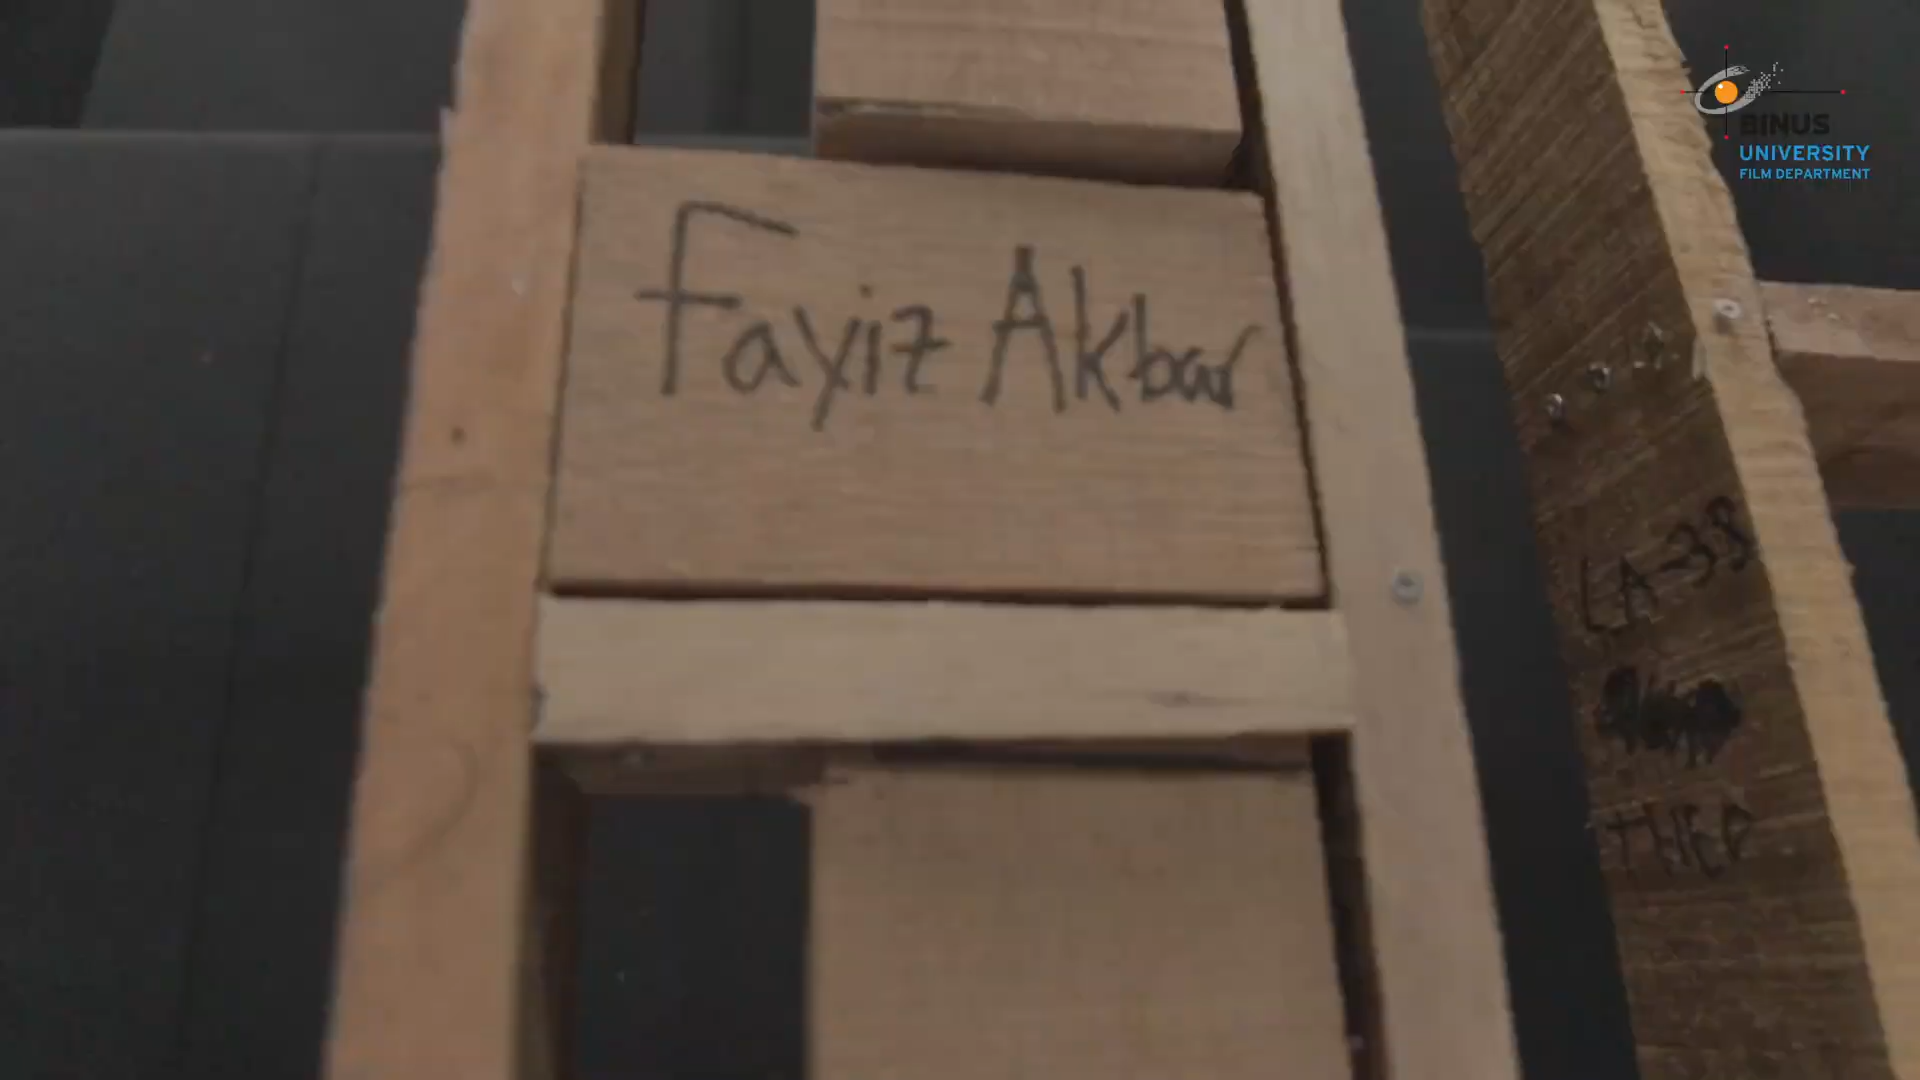 Fayiz Akbar
BINUS
UNIVERSITY
FILM DEPARTMENT
LA-38